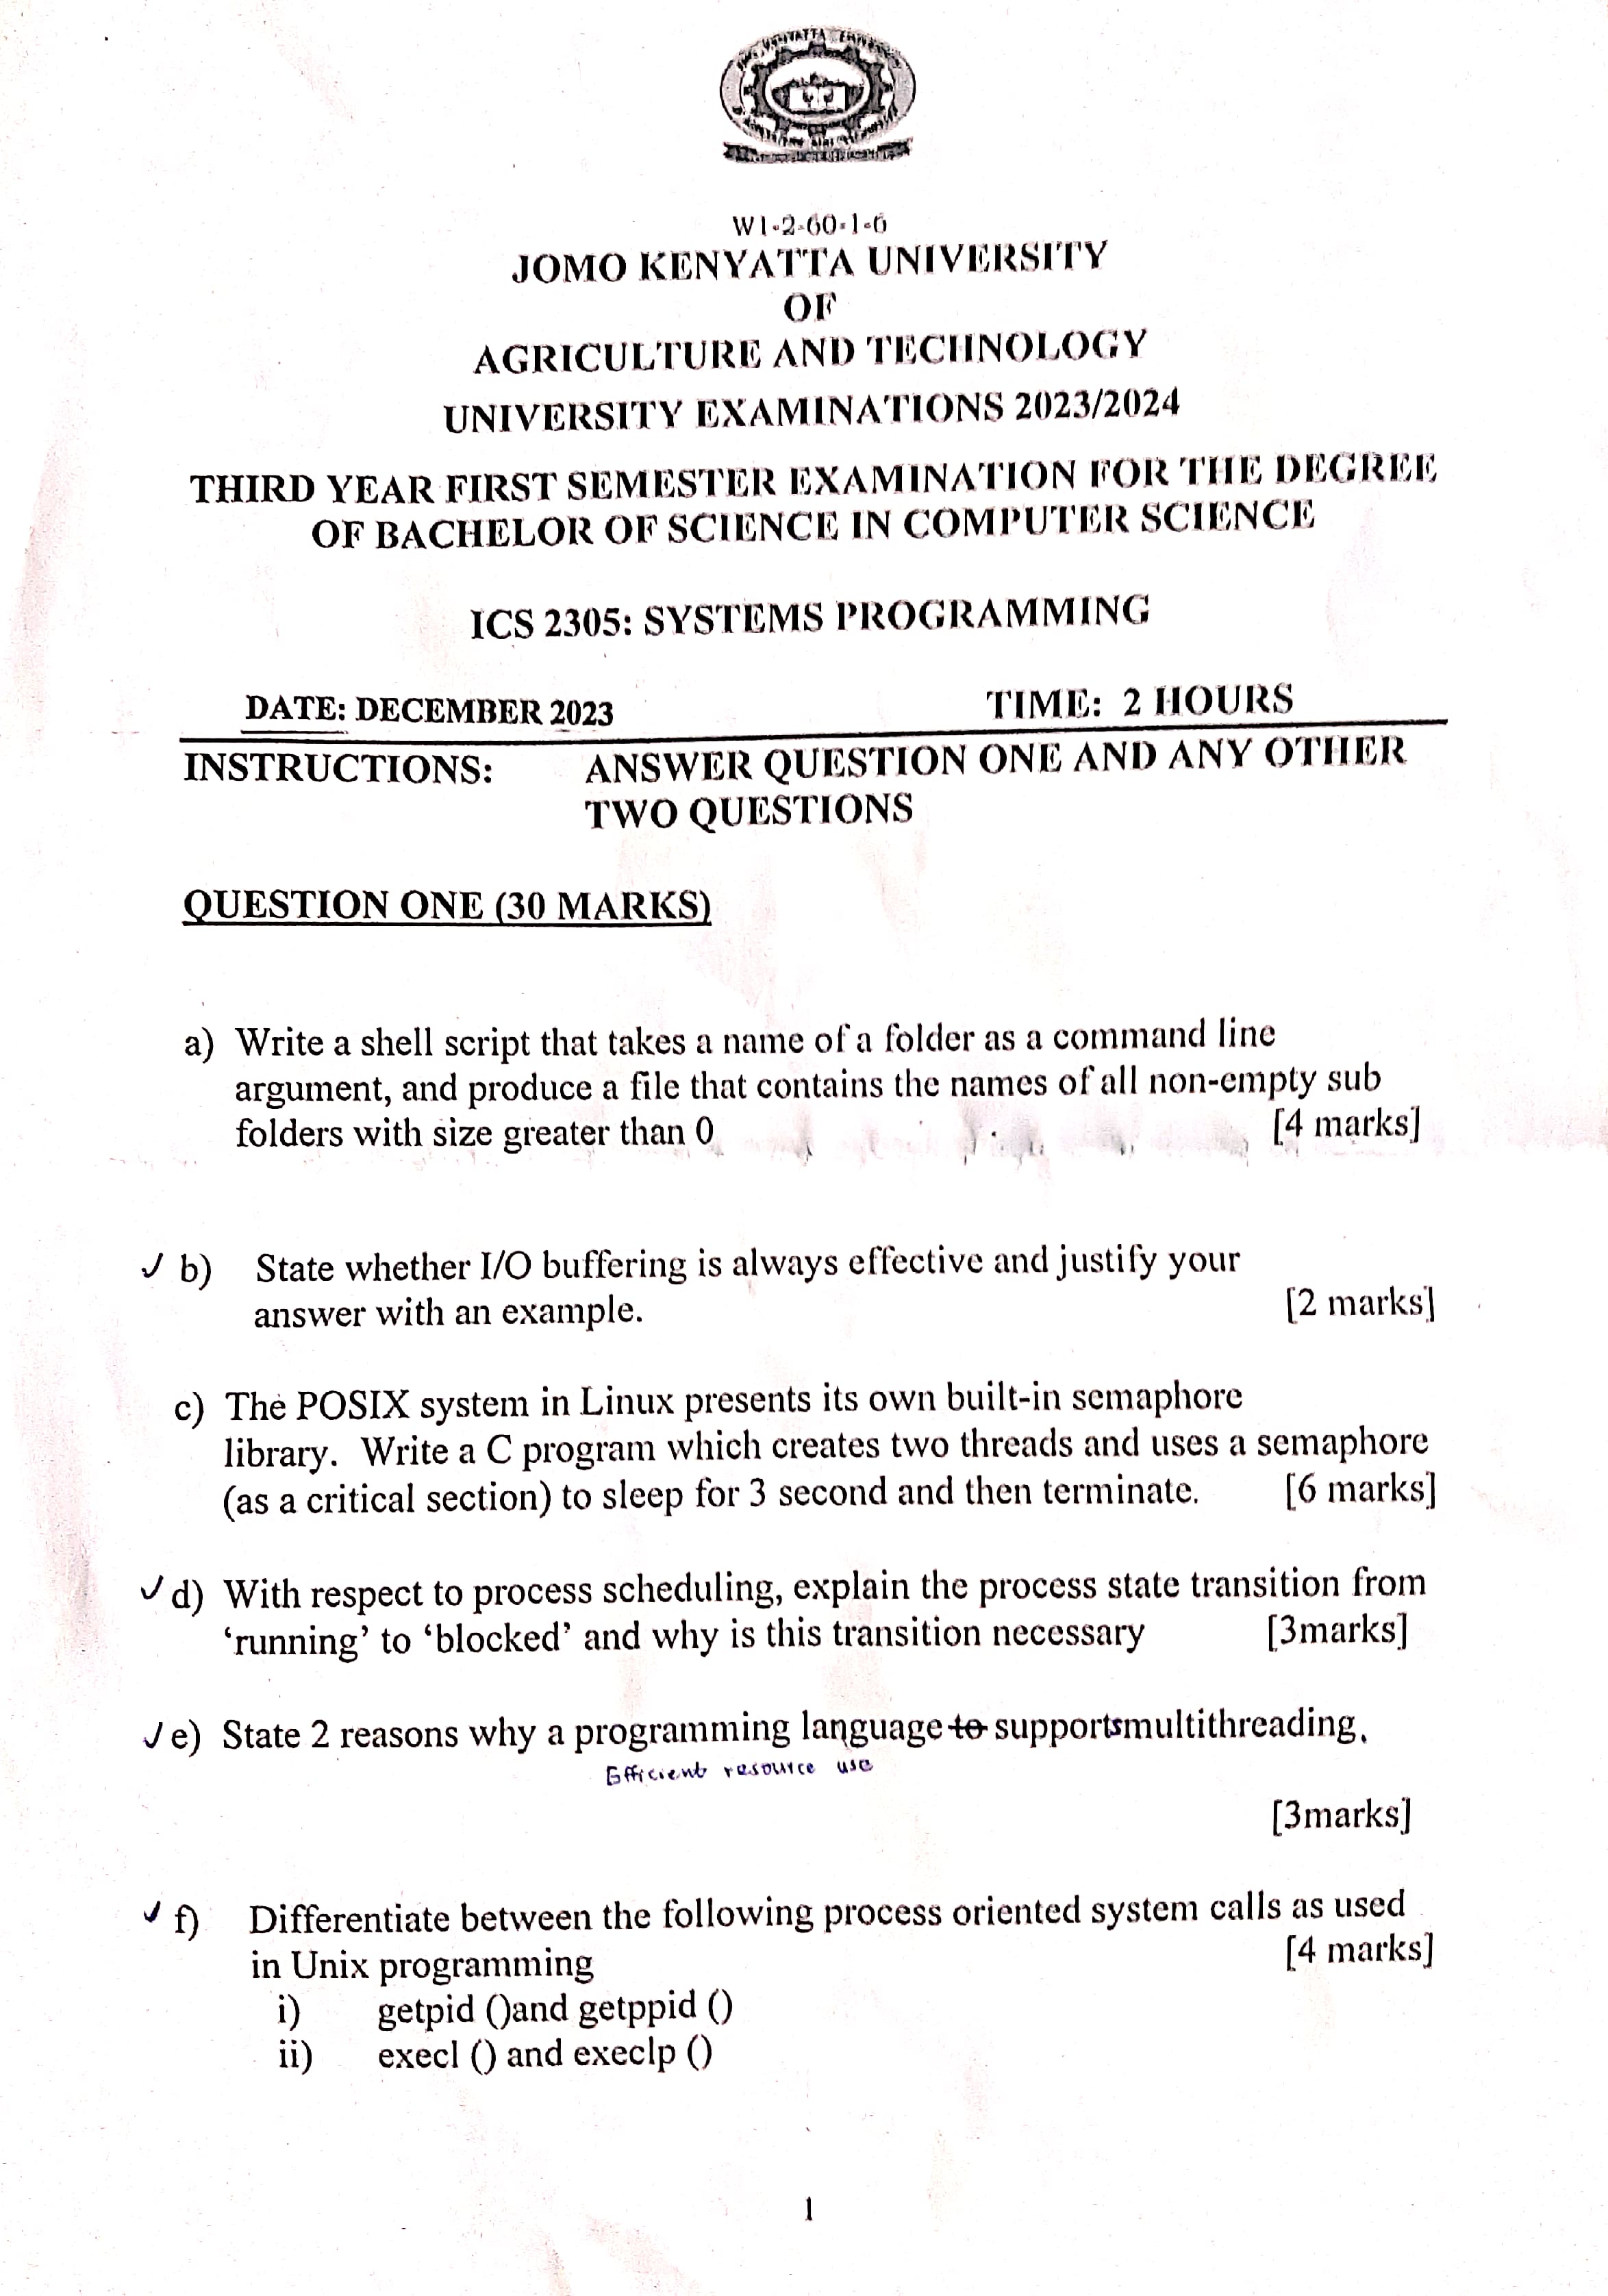 W1-2-60-1-6
JOMO KENYATTA UNIVERSITY
OF
AGRICULTURE AND TECHNOLOGY
UNIVERSITY EXAMINATIONS 2023/2024
THIRD YEAR FIRST SEMESTER EXAMINATION FOR THE DEGREE
OF BACHELOR OF SCIENCE IN COMPUTER SCIENCE
ICS 2305: SYSTEMS PROGRAMMING
DATE: DECEMBER 2023 TIME: 2 HOURS
INSTRUCTIONS: ANSWER QUESTION ONE AND ANY OTHER
TWO QUESTIONS
QUESTION ONE (30 MARKS)
a) Write a shell script that takes a name of a folder as a command line
argument, and produce a file that contains the names of all non-empty sub
folders with size greater than 0 [4 marks]
✓ b) State whether I/O buffering is always effective and justify your
answer with an example. [2 marks]
c) The POSIX system in Linux presents its own built-in semaphore
library. Write a C program which creates two threads and uses a semaphore
(as a critical section) to sleep for 3 second and then terminate. [6 marks]
✓ d) With respect to process scheduling, explain the process state transition from
‘running’ to ‘blocked’ and why is this transition necessary [3marks]
✓ e) State 2 reasons why a programming language to supportsmultithreading.
Efficient resource use
[3marks]
✓ f) Differentiate between the following process oriented system calls as used
in Unix programming [4 marks]
i) getpid ()and getppid ()
ii) execl () and execlp ()
1